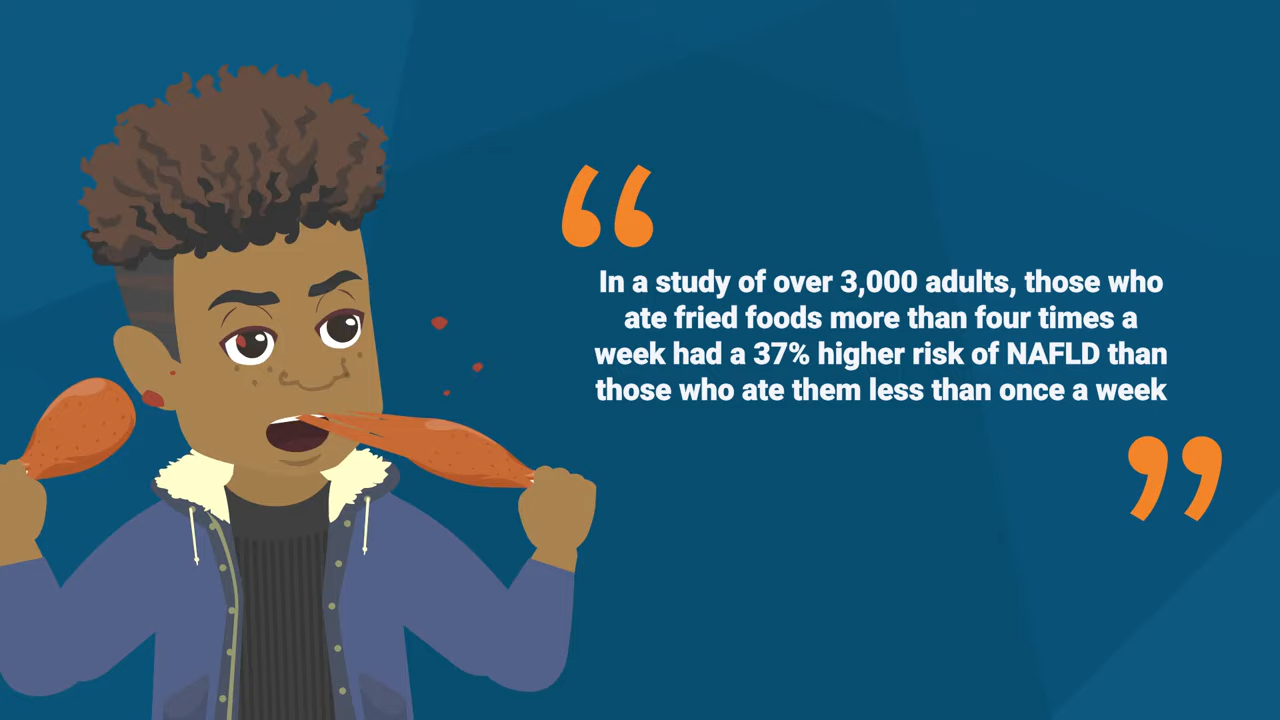 “
In a study of over 3,000 adults, those who
ate fried foods more than four times a
week had a 37% higher risk of NAFLD than
those who ate them less than once a week
”